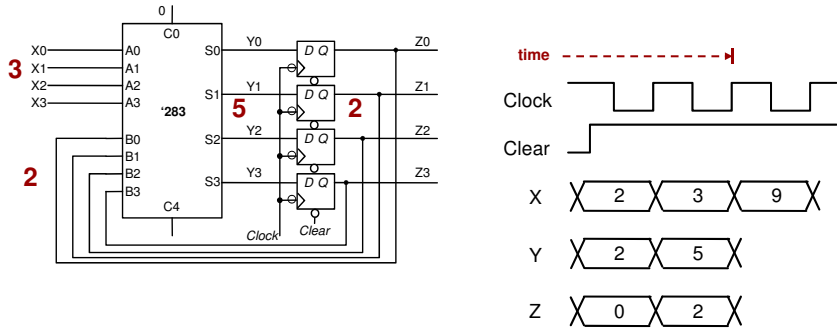 0
C0
X0
X1
X2
X3
3
A0
A1
A2
A3
'283
B0
B1
B2
B3
2
C4
S0
S1
S2
S3
Y0
Y1
Y2
Y3
5
D Q
D Q
D Q
D Q
2
Z0
Z1
Z2
Z3
Clock
Clear
time
Clock
Clear
X 2 3 9
Y 2 5
Z 0 2